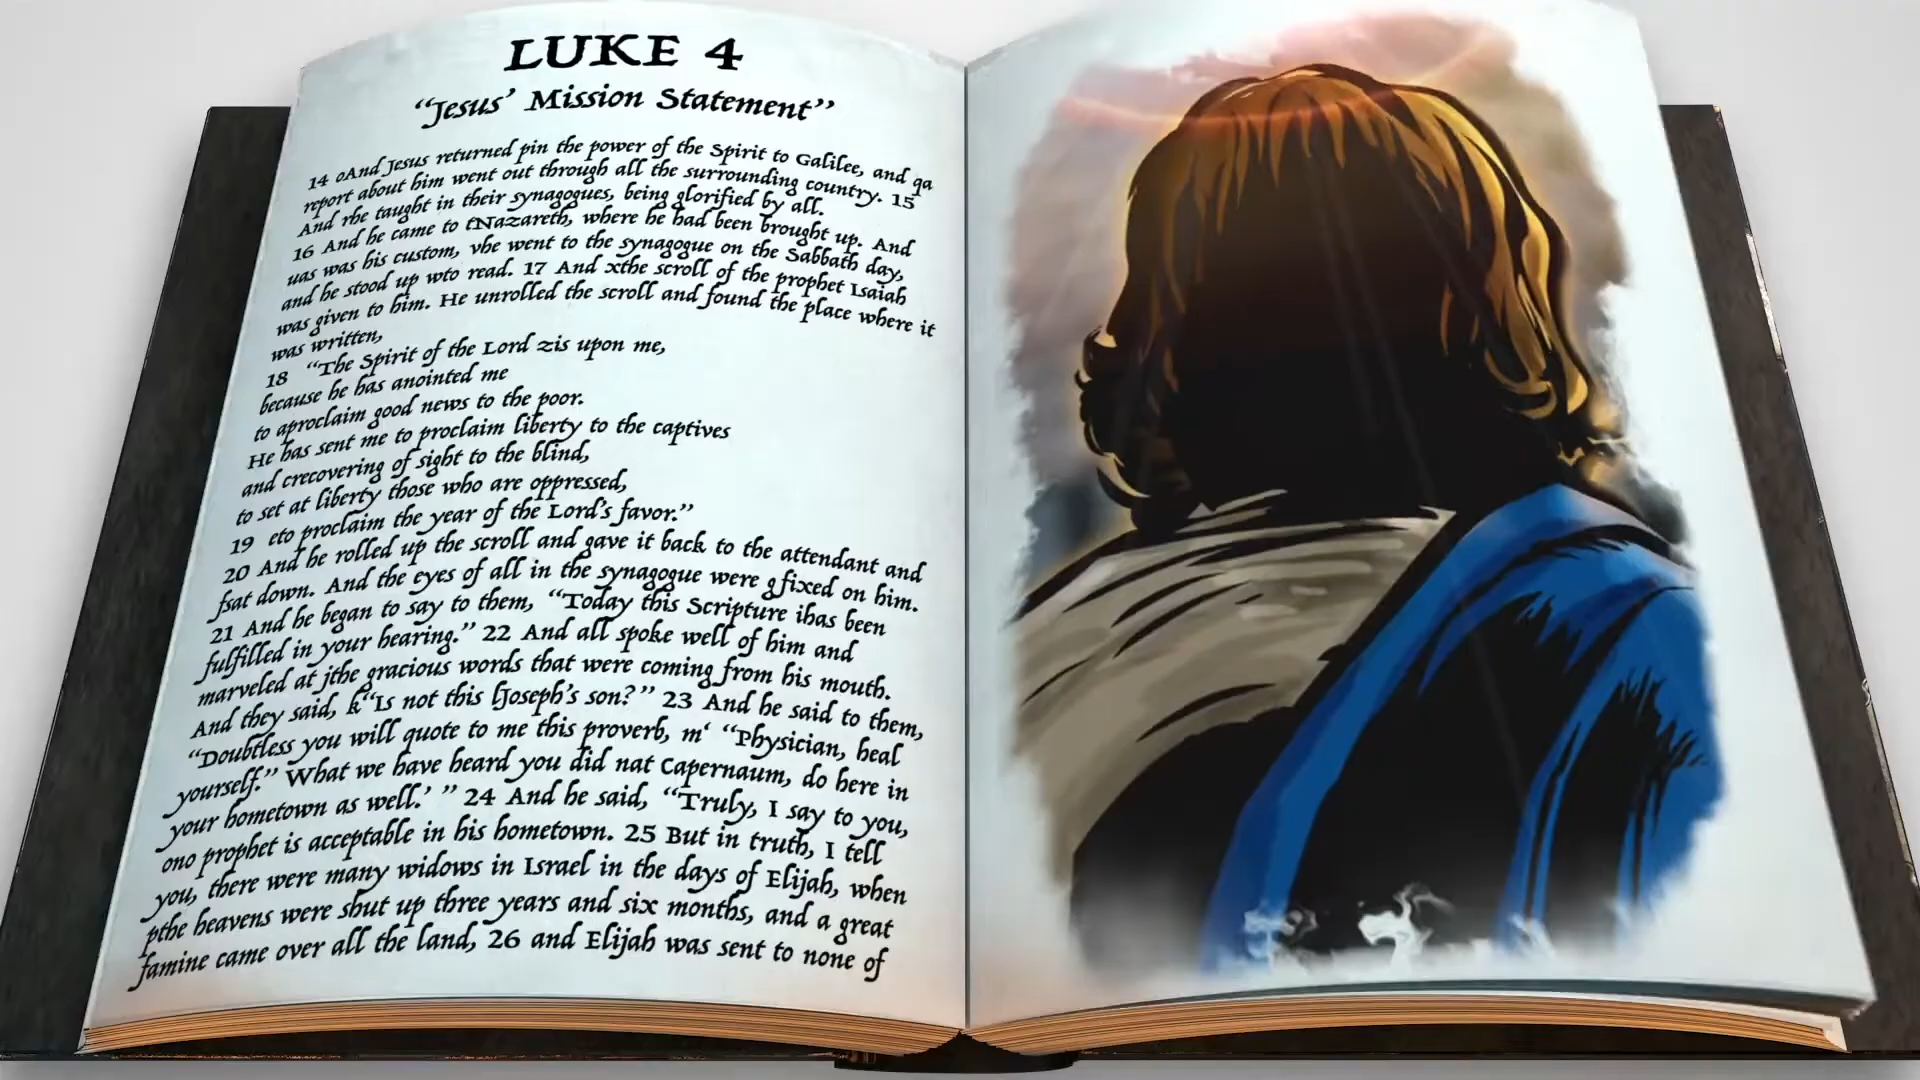 LUKE 4
“Jesus’ Mission Statement”
14 oAnd Jesus returned pin the power of the Spirit to Galilee, and qa
report about him went out through all the surrounding country. 15
And rhe taught in their synagogues, being glorified by all.
16 And he came to tNazareth, where he had been brought up. And
uas was his custom, vhe went to the synagogue on the Sabbath day,
and he stood up wto read. 17 And xthe scroll of the prophet Isaiah
was given to him. He unrolled the scroll and found the place where it
was written,
18 “The Spirit of the Lord zis upon me,
because he has anointed me
to aproclaim good news to the poor.
He has sent me to proclaim liberty to the captives
and crecovering of sight to the blind,
to set at liberty those who are oppressed,
19 eto proclaim the year of the Lord’s favor.”
20 And he rolled up the scroll and gave it back to the attendant and
fsat down. And the eyes of all in the synagogue were gfixed on him.
21 And he began to say to them, “Today this Scripture ihas been
fulfilled in your hearing.” 22 And all spoke well of him and
marveled at jthe gracious words that were coming from his mouth.
And they said, k“Is not this lJoseph’s son?” 23 And he said to them,
“Doubtless you will quote to me this proverb, m‘ “Physician, heal
yourself.” What we have heard you did nat Capernaum, do here in
your hometown as well.’ ” 24 And he said, “Truly, I say to you,
ono prophet is acceptable in his hometown. 25 But in truth, I tell
you, there were many widows in Israel in the days of Elijah, when
pthe heavens were shut up three years and six months, and a great
famine came over all the land, 26 and Elijah was sent to none of